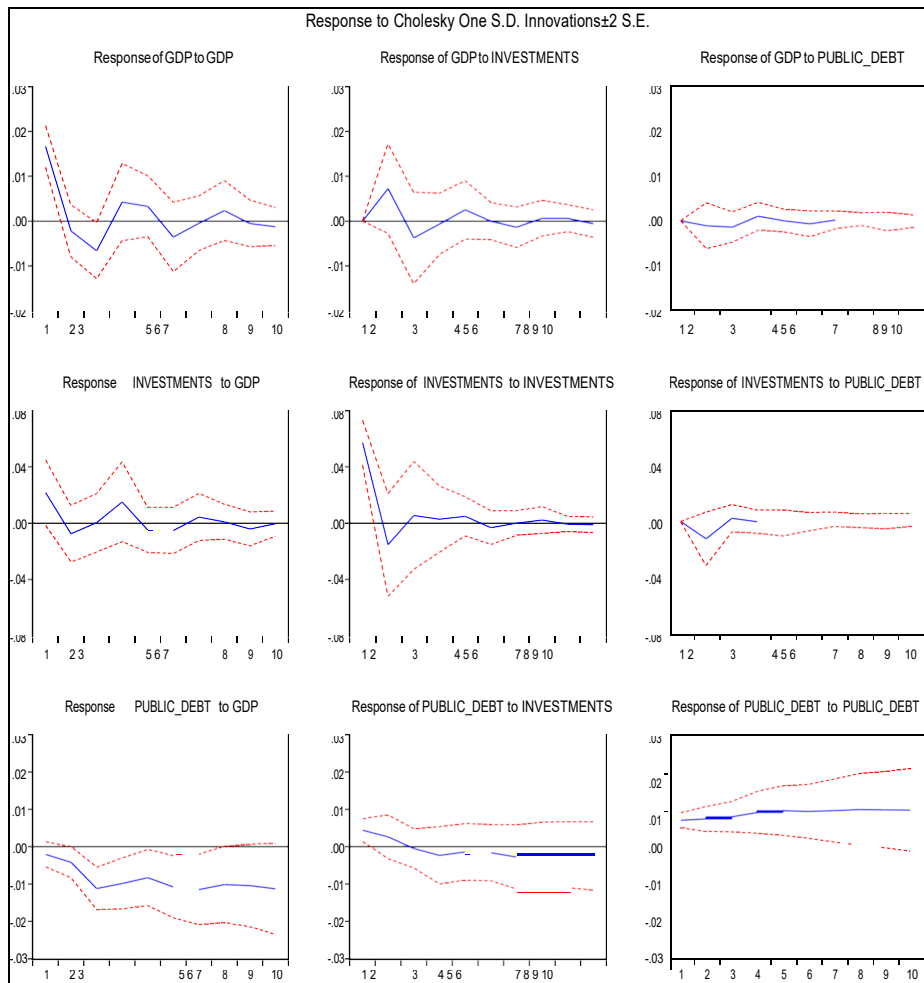 Response to Cholesky One S.D. Innovations±2 S.E.
Response of GDP to GDP
Response of GDP to INVESTMENTS
Response of GDP to PUBLIC_DEBT
.03 .03 .03
.02 .02 .02
.01 .01 .01
.00 .00 .00
-.01 -.01 -.01
-.02 -.02 -.02
1 2 3 5 6 7 8 9 10
1 2 3 4 5 6 7 8 9 10
1 2 3 4 5 6 7 8 9 10
Response INVESTMENTS to GDP
Response of INVESTMENTS to INVESTMENTS
Response of INVESTMENTS to PUBLIC_DEBT
.08 .08 .08
.04 .04 .04
.00 .00 .00
-.04 -.04 -.04
-.08 -.08 -.08
1 2 3 5 6 7 8 9 10
1 2 3 4 5 6 7 8 9 10
1 2 3 4 5 6 7 8 9 10
Response PUBLIC_DEBT to GDP
Response of PUBLIC_DEBT to INVESTMENTS
Response of PUBLIC_DEBT to PUBLIC_DEBT
.03 .03 .03
.02 .02 .02
.01 .01 .01
.00 .00 .00
-.01 -.01 -.01
-.02 -.02 -.02
-.03 -.03 -.03
1 2 3 5 6 7 8 9 10
1 2 3 4 5 6 7 8 9 10
1 2 3 4 5 6 7 8 9 10